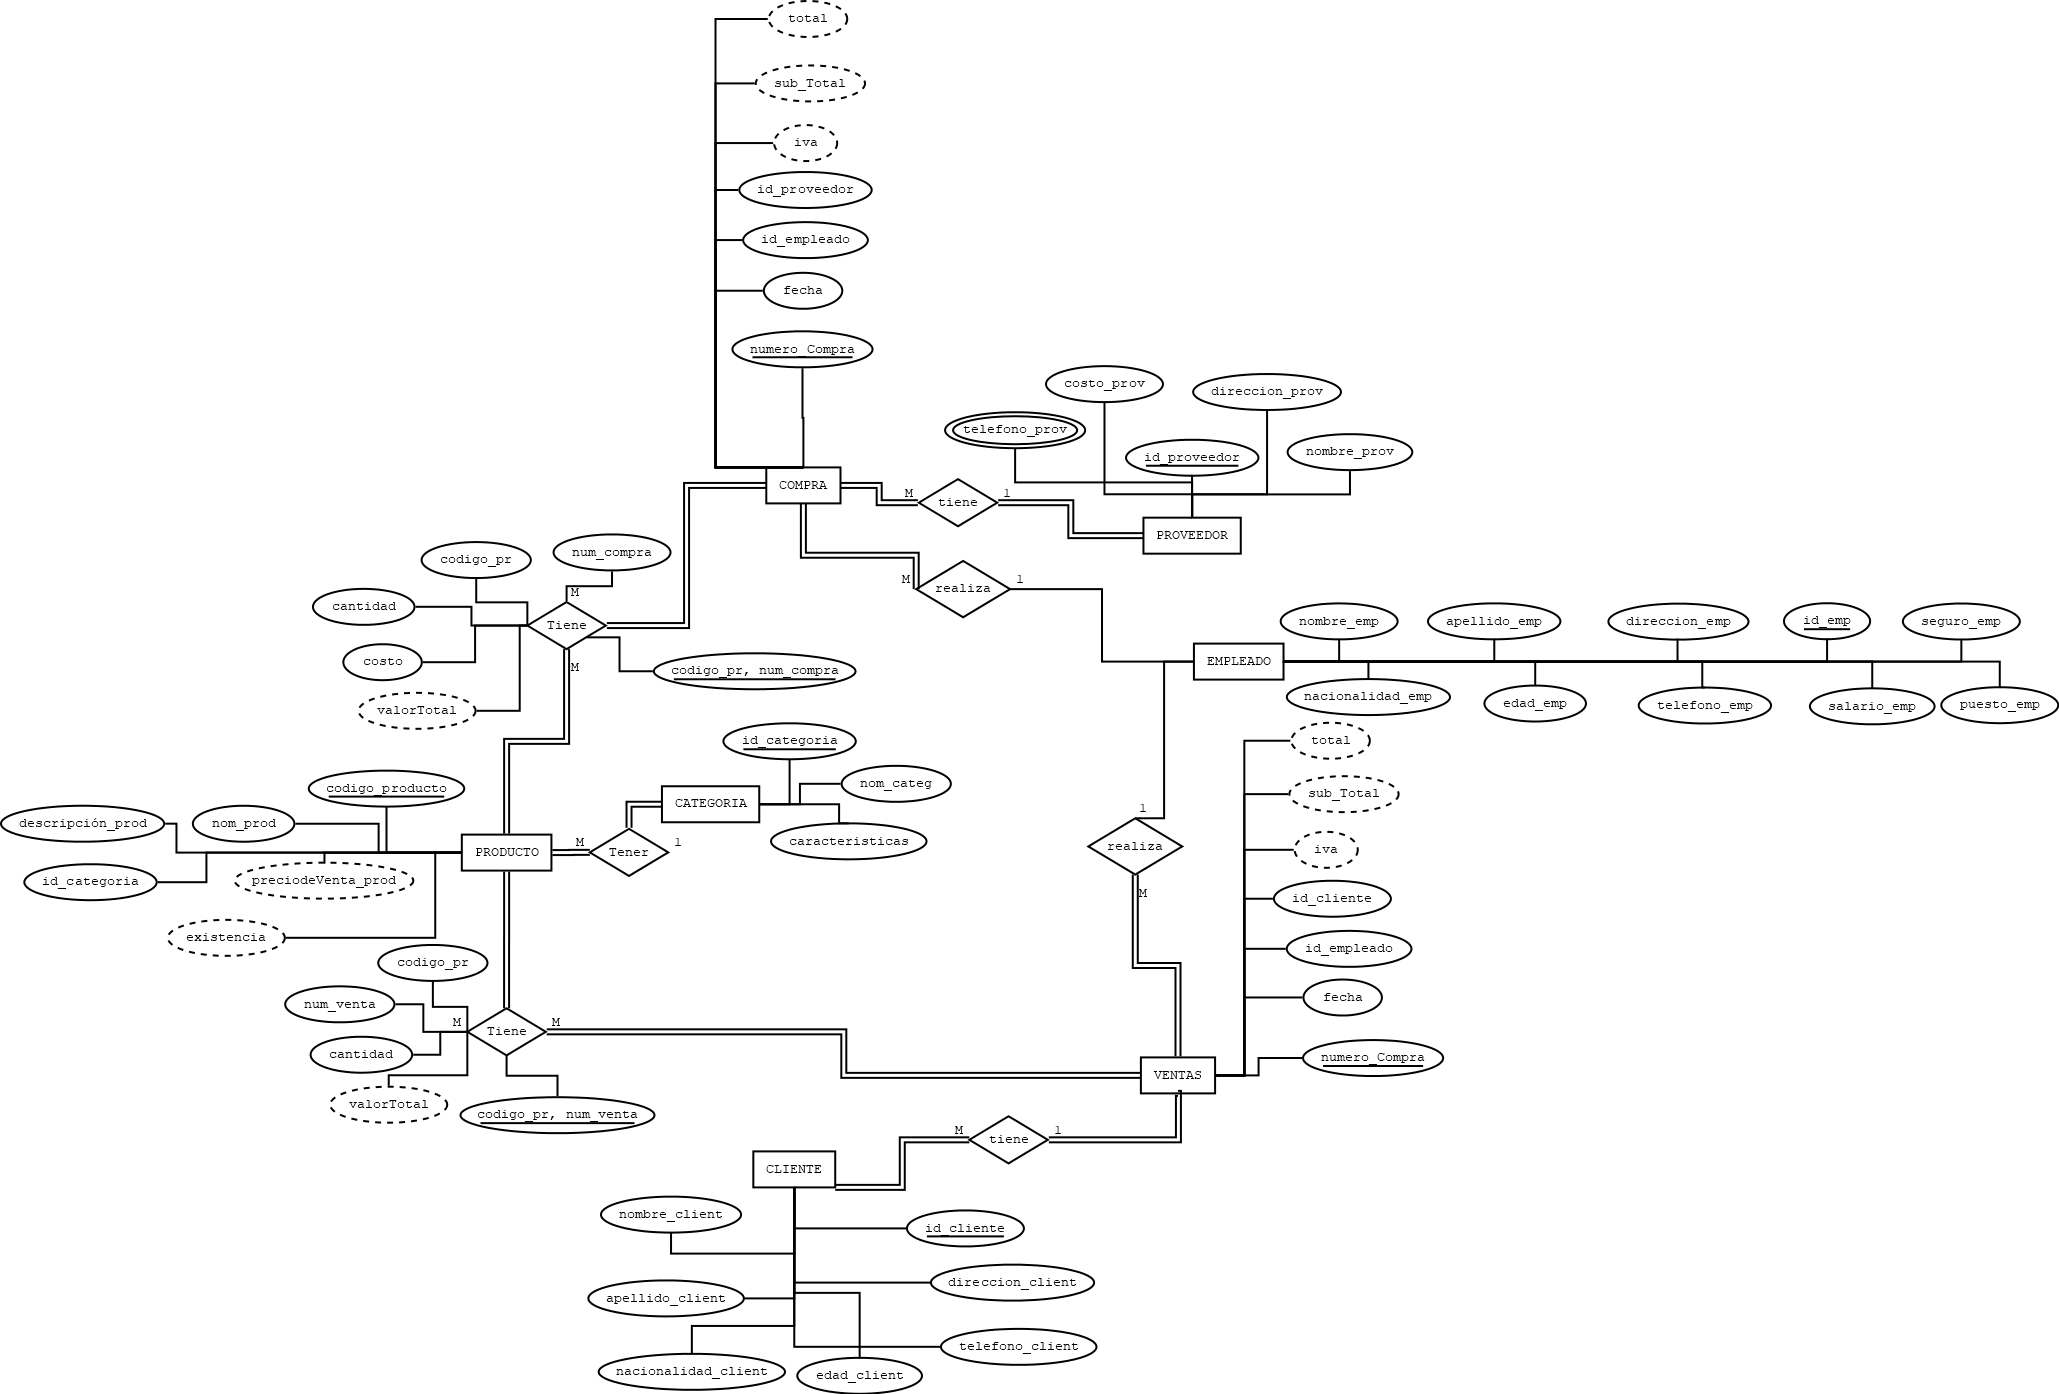 total
sub_Total
iva
id_proveedor
id_empleado
fecha
numero_Compra
costo_prov
direccion_prov
telefono_prov
id_proveedor
nombre_prov
COMPRA
M
tiene
1
PROVEEDOR
codigo_pr
num_compra
cantidad
M
Tiene
costo
M
codigo_pr, num_compra
valorTotal
M
realiza
1
nombre_emp
apellido_emp
direccion_emp
id_emp
seguro_emp
EMPLEADO
nacionalidad_emp
edad_emp
telefono_emp
salario_emp
puesto_emp
total
sub_Total
iva
id_cliente
id_empleado
fecha
numero_Compra
1
realiza
M
id_categoria
nom_categ
CATEGORIA
caracteristicas
codigo_producto
descripción_prod
nom_prod
PRODUCTO
M
Tener
1
id_categoria
preciodeVenta_prod
existencia
codigo_pr
num_venta
M
Tiene
M
cantidad
valorTotal
codigo_pr, num_venta
VENTAS
M
tiene
1
CLIENTE
nombre_client
id_cliente
direccion_client
apellido_client
telefono_client
nacionalidad_client
edad_client